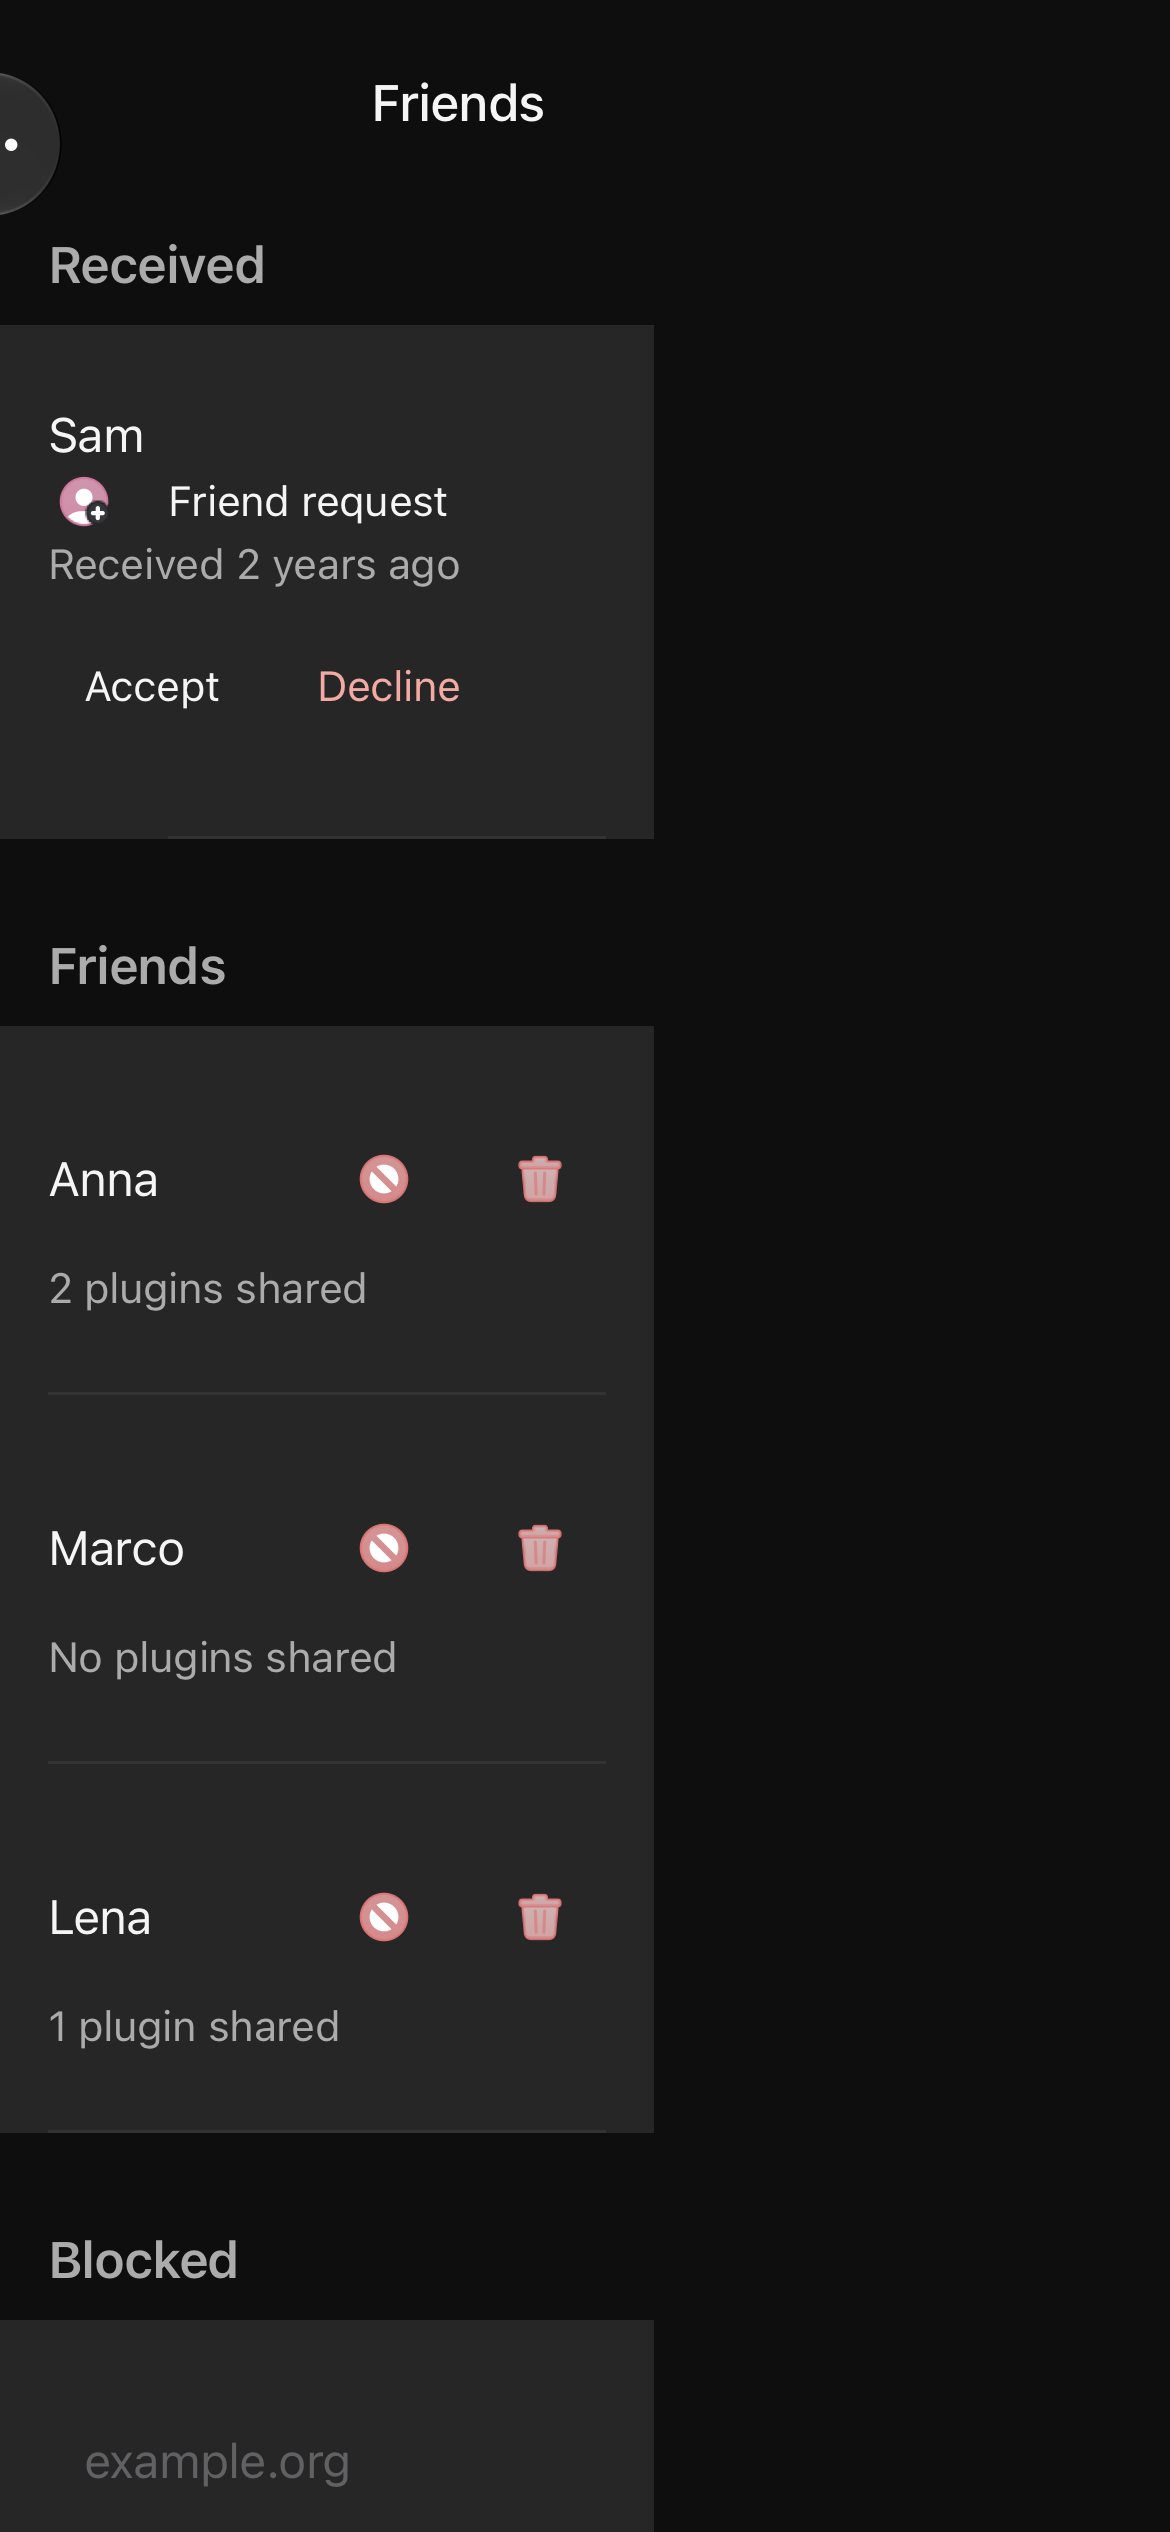 Friends
Received
Sam
Friend request
Received 2 years ago
Accept Decline
Friends
Anna
2 plugins shared
Marco
No plugins shared
Lena
1 plugin shared
Blocked
example.org